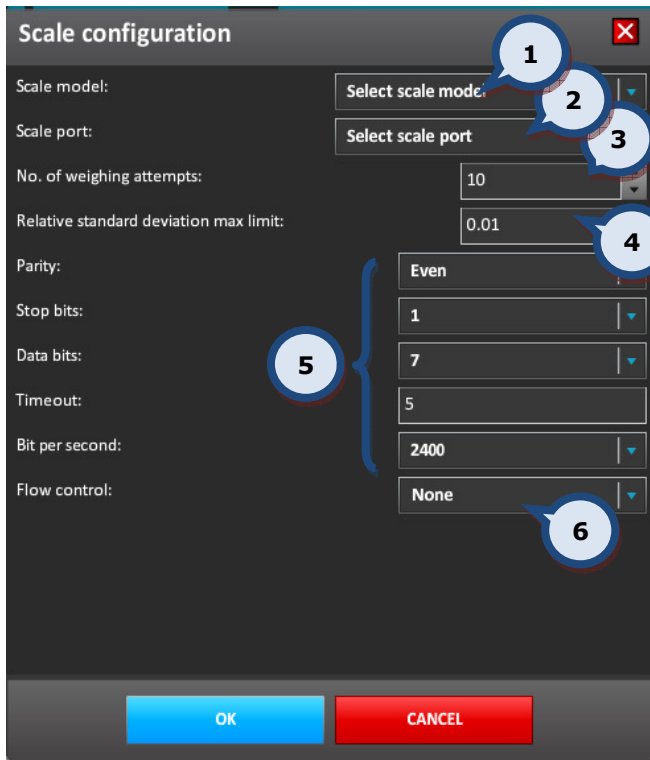 Scale configuration
1
Scale model:
Select scale model
2
Scale port:
Select scale port
3
No. of weighing attempts:
10
Relative standard deviation max limit:
0.01
4
Parity:
Even
Stop bits:
1
5
Data bits:
7
Timeout:
5
Bit per second:
2400
Flow control:
None
6
OK
CANCEL